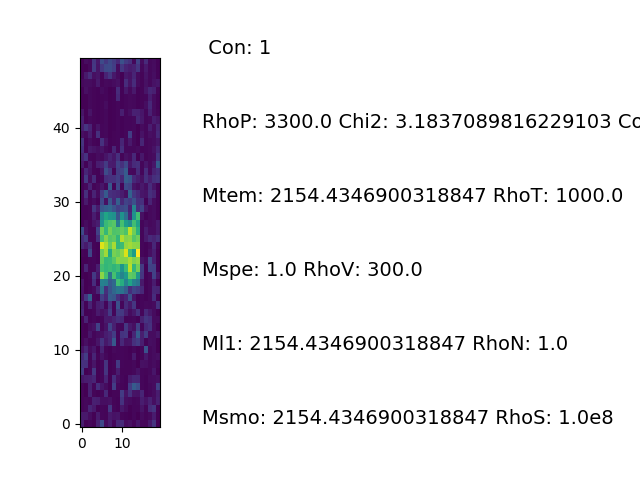 Con: 1
RhoP: 3300.0 Chi2: 3.1837089816229103 Co
40
Mtem: 2154.4346900318847 RhoT: 1000.0
30
Mspe: 1.0 RhoV: 300.0
20
Ml1: 2154.4346900318847 RhoN: 1.0
10
Msmo: 2154.4346900318847 RhoS: 1.0e8
0
0 10